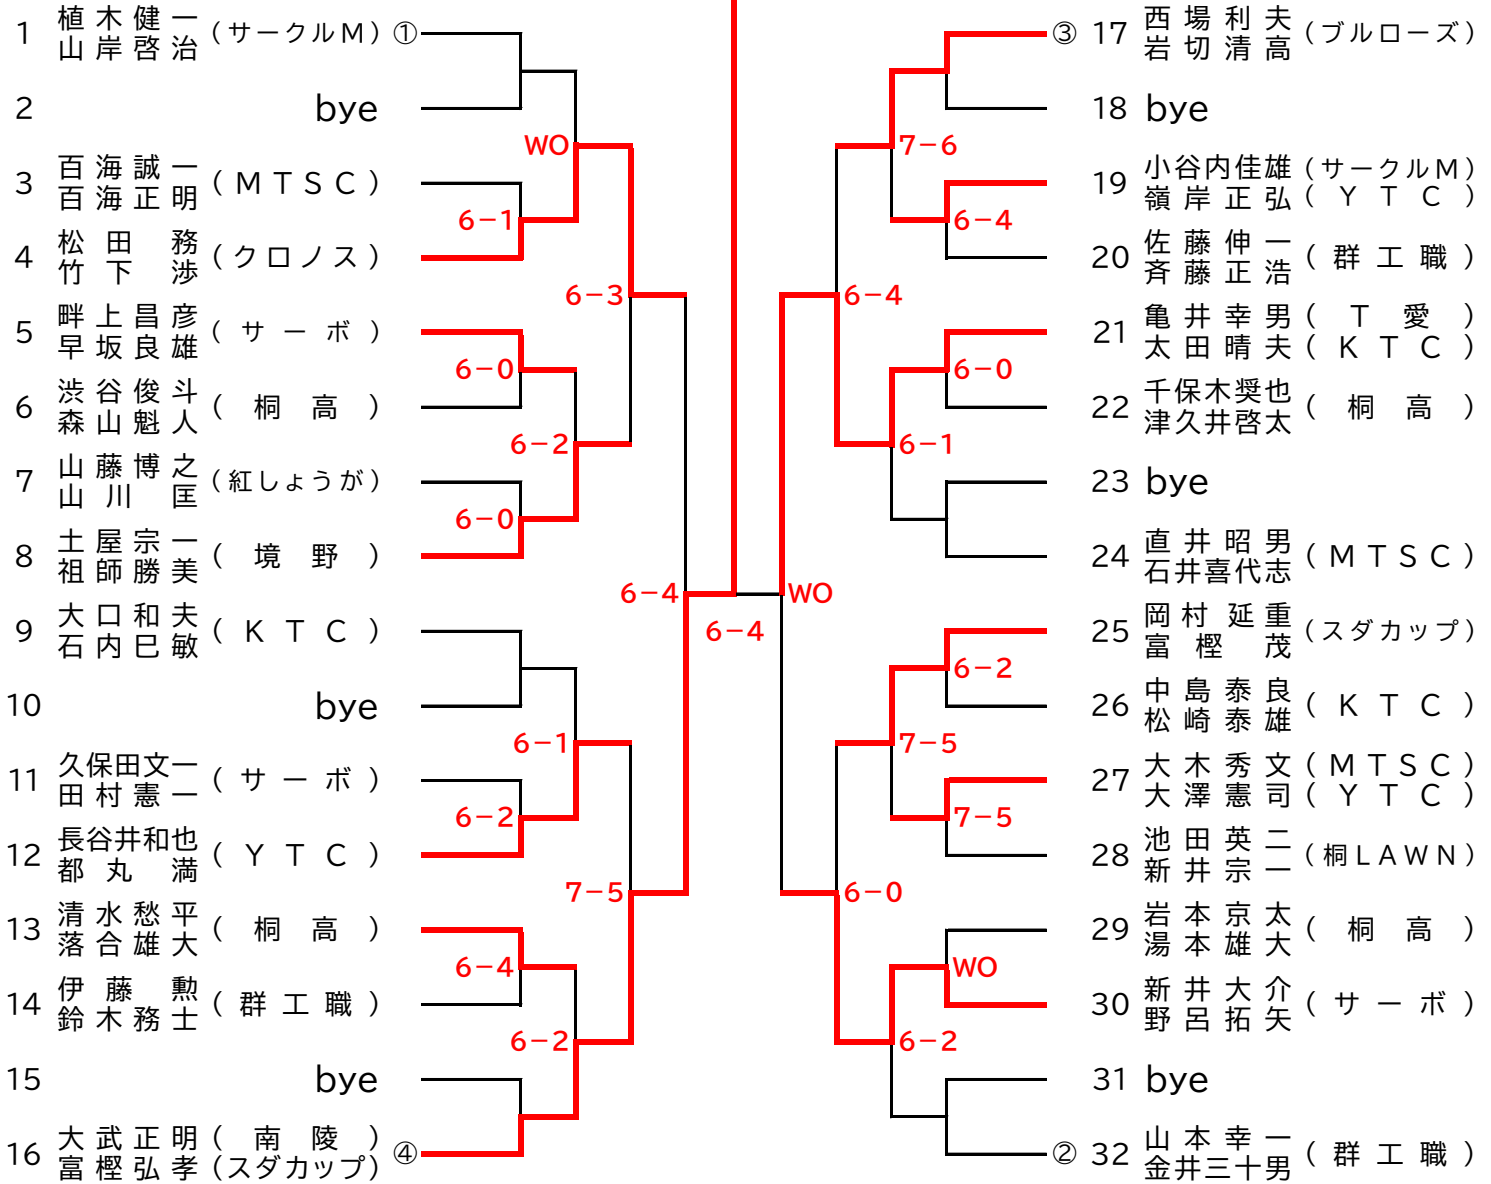 1 植木健一 (サークルM) ①
山岸啓治
2 bye
WO
3 百海誠一 (MTSC)
百海正明
6-1
4 松田務 (クロノス)
竹下渉
6-3
5 畔上昌彦 (サーボ)
早坂良雄
6-0
6 渋谷俊斗 (桐高)
森山魁人
6-2
7 山藤博之 (紅しょうが)
山川匡
6-0
8 土屋宗一 (境野)
祖師勝美
6-4
9 大口和夫 (KTC)
石内巳敏
10 bye
6-1
11 久保田文一 (サーボ)
田村憲一
6-2
12 長谷井和也 (YTC)
都丸満
7-5
13 清水愁平 (桐高)
落合雄大
6-4
14 伊藤勲 (群工職)
鈴木務士
6-2
15 bye
16 大武正明 (南陵) ④
富樫弘孝 (スダカップ)
6-4
③ 17 西場利夫 (ブルローズ)
岩切清高
18 bye
7-6
19 小谷内佳雄 (サークルM)
嶺岸正弘 (YTC)
6-4
20 佐藤伸一 (群工職)
斉藤正浩
6-4
21 亀井幸男 (T愛)
太田晴夫 (KTC)
6-0
22 千保木奨也 (桐高)
津久井啓太
6-1
23 bye
24 直井昭男 (MTSC)
石井喜代志
WO
25 岡村延重 (スダカップ)
富樫茂
6-2
26 中島泰良 (KTC)
松崎泰雄
7-5
27 大木秀文 (MTSC)
大澤憲司 (YTC)
7-5
28 池田英二 (桐LAWN)
新井宗一
6-0
29 岩本京太 (桐高)
湯本雄大
WO
30 新井大介 (サーボ)
野呂拓矢
6-2
31 bye
② 32 山本幸一 (群工職)
金井三十男